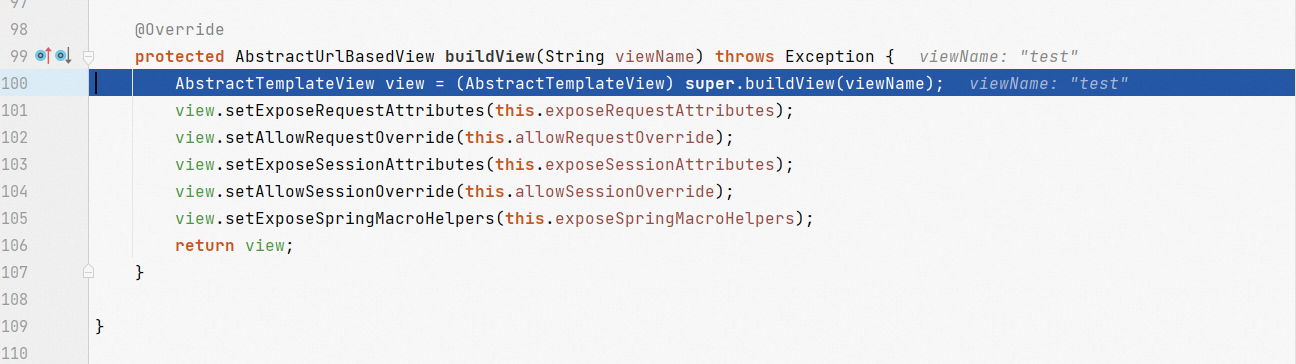 97
98 @Override
99 protected AbstractUrlBasedView buildView(String viewName) throws Exception { viewName: "test"
100 AbstractTemplateView view = (AbstractTemplateView) super.buildView(viewName); viewName: "test"
101 view.setExposeRequestAttributes(this.exposeRequestAttributes);
102 view.setAllowRequestOverride(this.allowRequestOverride);
103 view.setExposeSessionAttributes(this.exposeSessionAttributes);
104 view.setAllowSessionOverride(this.allowSessionOverride);
105 view.setExposeSpringMacroHelpers(this.exposeSpringMacroHelpers);
106 return view;
107 }
108
109 }
110